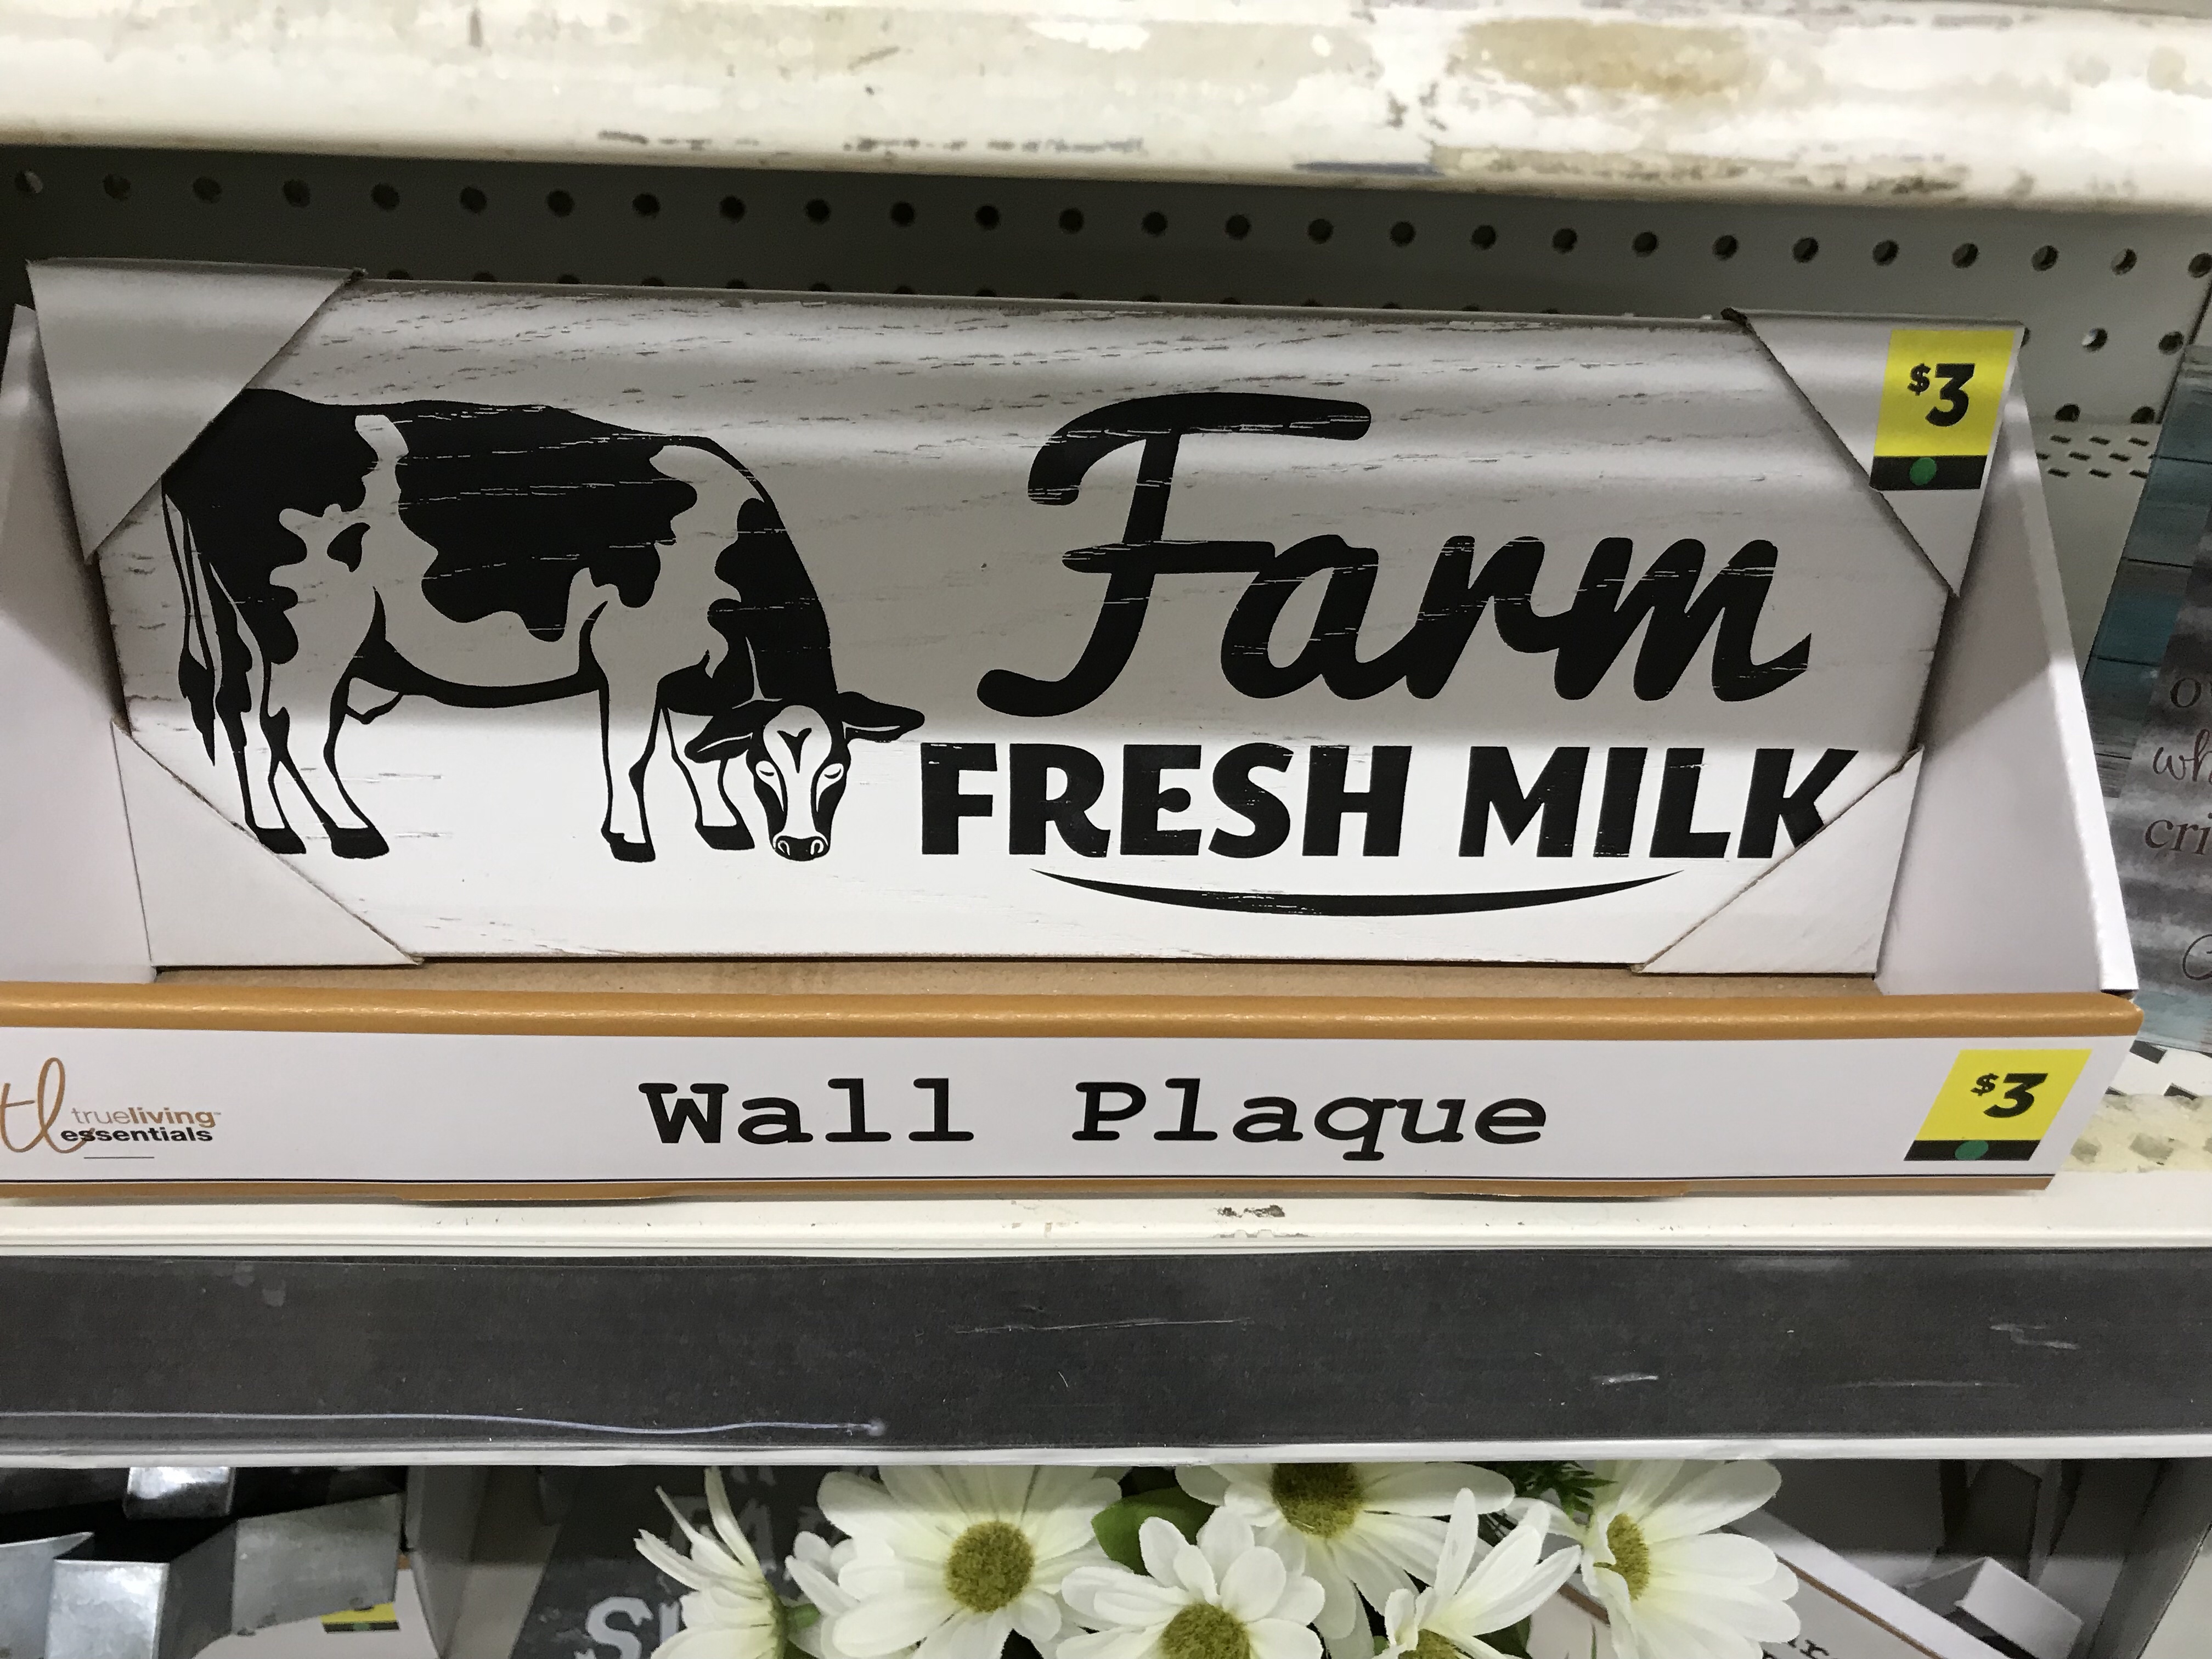 $3
Farm
FRESH MILK
trueliving
essentials
Wall Plaque
$3